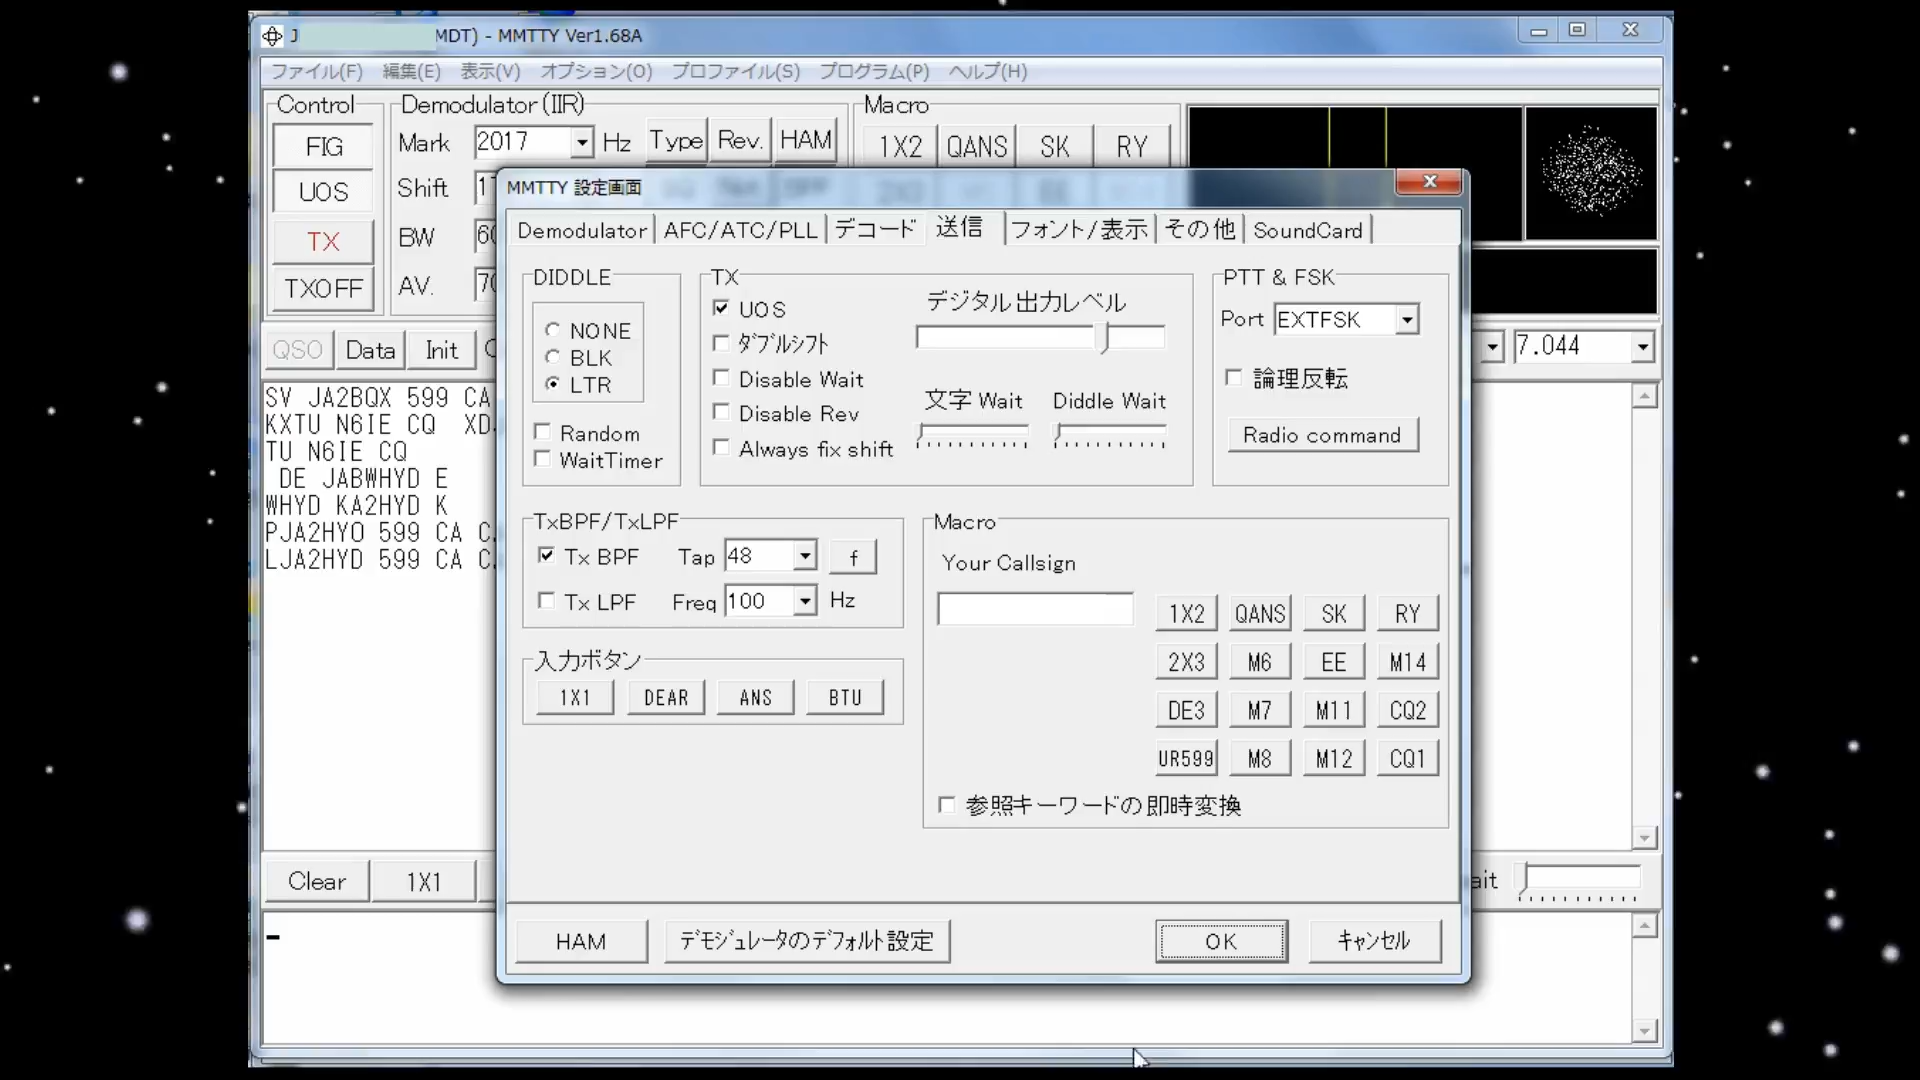 J MDT) - MMTTY Ver1.68A
ファイル(F) 編集(E) 表示(V) オプション(O) プロファイル(S) プログラム(P) ヘルプ(H)
Control
FIG
UOS
TX
TXOFF
Demodulator (IIR)
Mark 2017 Hz Type Rev. HAM
Shift
BW
AV.
Macro
1X2 QANS SK RY
QSO Data Init
7.044
SV JA2BQX 599 CA
KXTU N6IE CQ
TU N6IE CQ
DE JABWHYD E
WHYD KA2HYD K
PJA2HYO 599 CA
LJA2HYD 599 CA
Clear 1X1
MMTTY 設定画面
Demodulator AFC/ATC/PLL デコード 送信 フォント/表示 その他 SoundCard
DIDDLE
NONE
BLK
LTR
Random
WaitTimer
TX
UOS
ダブルシフト
Disable Wait
Disable Rev
Always fix shift
デジタル出力レベル
文字 Wait Diddle Wait
PTT & FSK
Port EXTFSK
論理反転
Radio command
TxBPF/TxLPF
Tx BPF Tap 48 f
Tx LPF Freq 100 Hz
入力ボタン
1X1 DEAR ANS BTU
Macro
Your Callsign
1X2 QANS SK RY
2X3 M6 EE M14
DE3 M7 M11 CQ2
UR599 M8 M12 CQ1
参照キーワードの即時変換
HAM デモジュレータのデフォルト設定 OK キャンセル